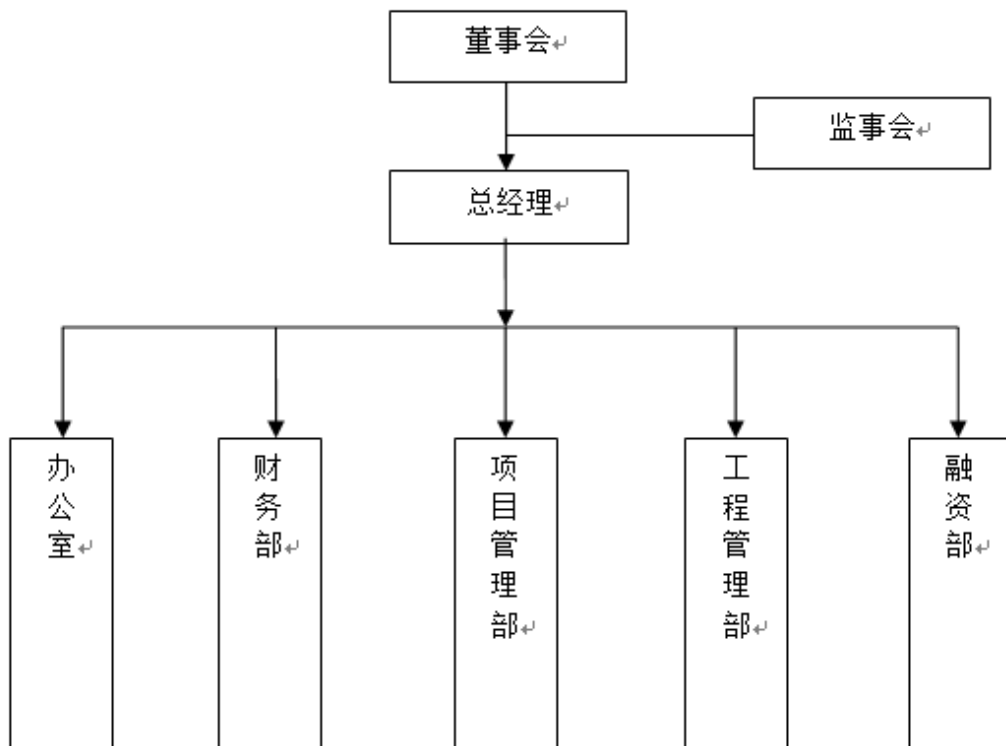 董事会
监事会
总经理
办公室
财务部
项目管理部
工程管理部
融资部